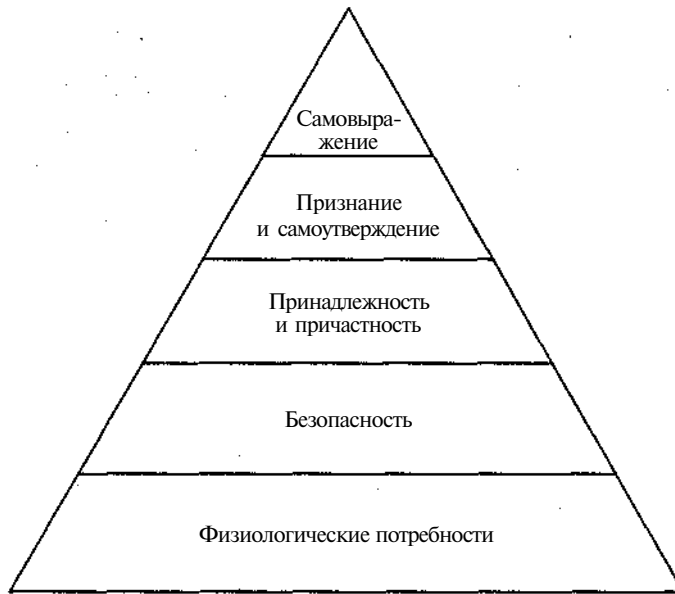 Самовыра-
жение
Признание
и самоутверждение
Принадлежность
и причастность
Безопасность
Физиологические потребности